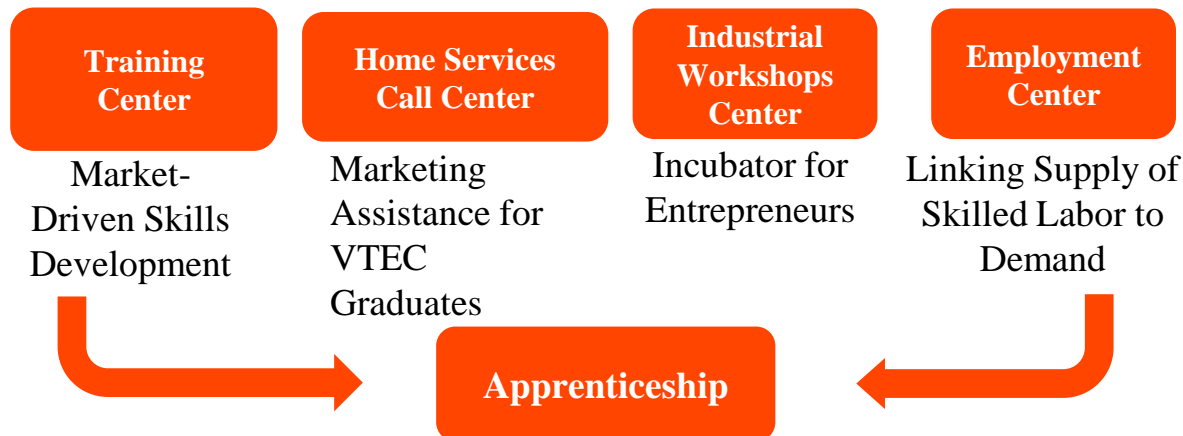 Training
Center
Market-
Driven Skills
Development
Home Services
Call Center
Marketing
Assistance for
VTEC
Graduates
Industrial
Workshops
Center
Incubator for
Entrepreneurs
Employment
Center
Linking Supply of
Skilled Labor to
Demand
Apprenticeship